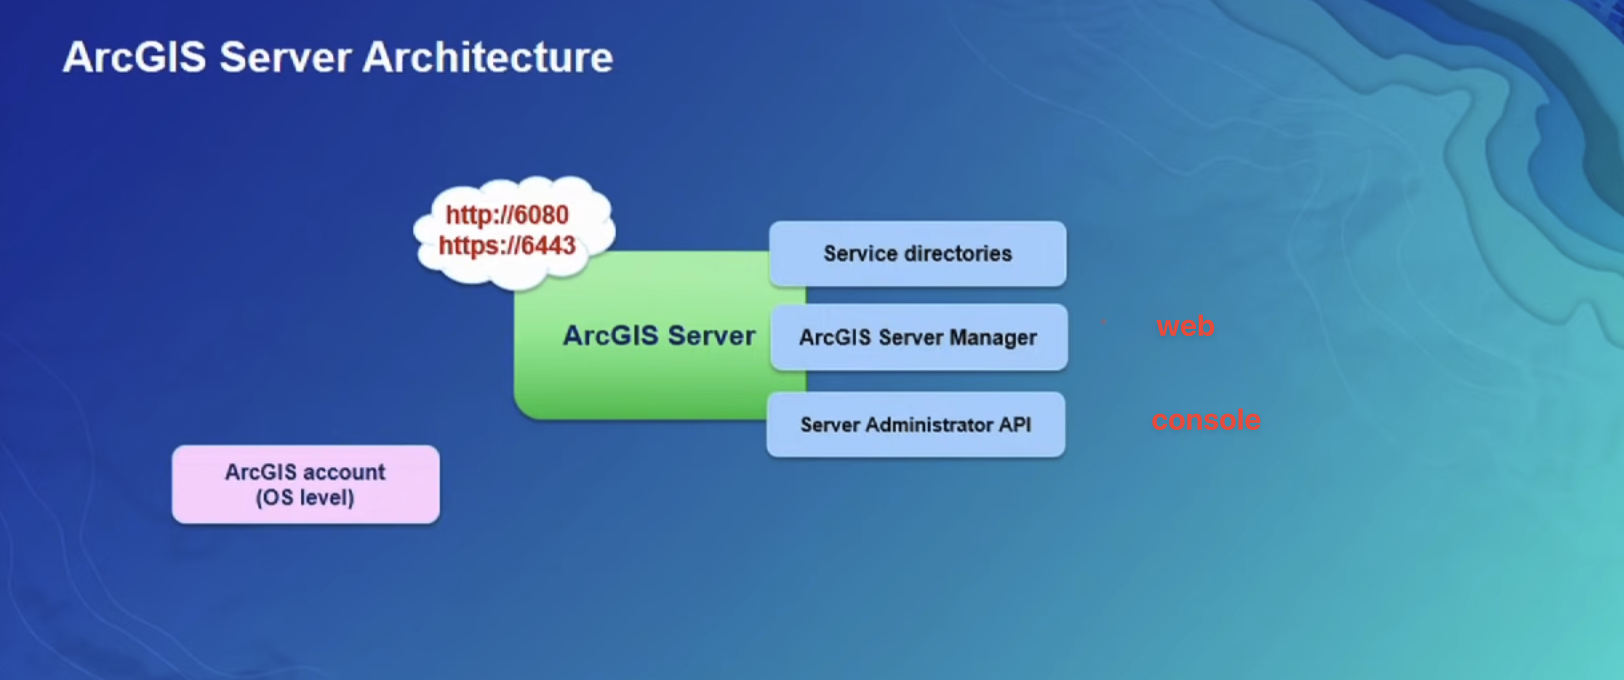 ArcGIS Server Architecture
http://6080
https://6443
Service directories
ArcGIS Server
ArcGIS Server Manager
web
Server Administrator API
console
ArcGIS account
(OS level)